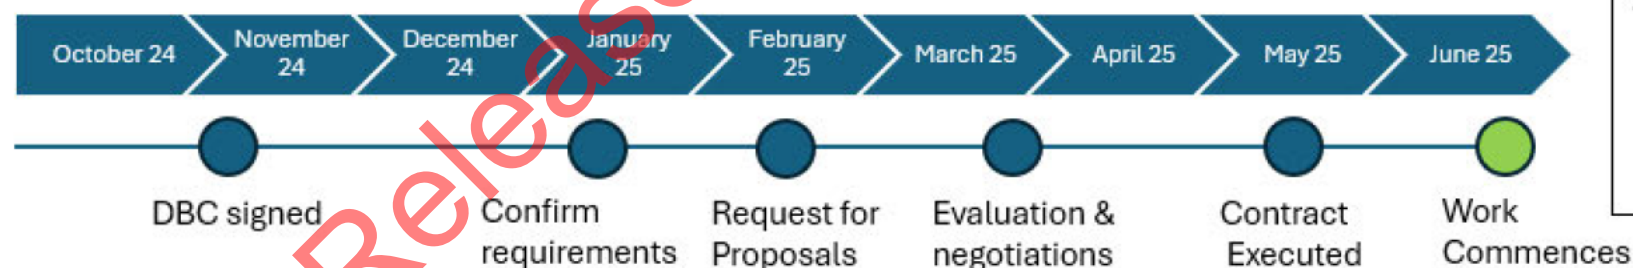 October 24
November
24
December
24
January
25
February
25
March 25
April 25
May 25
June 25
DBC signed
Confirm
requirements
Request for
Proposals
Evaluation &
negotiations
Contract
Executed
Work
Commences
Releas